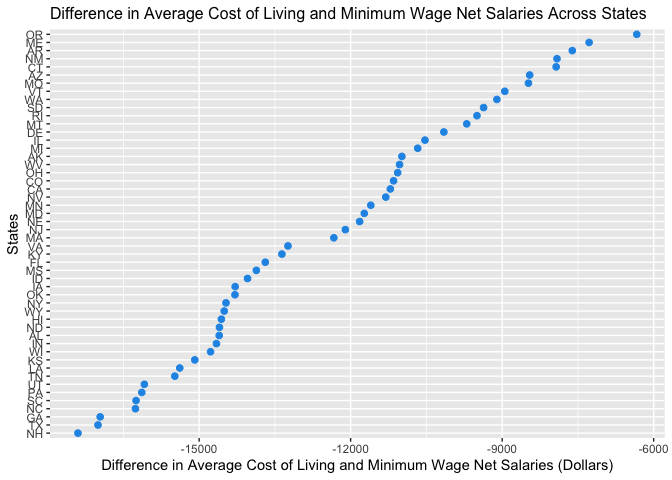 Difference in Average Cost of Living and Minimum Wage Net Salaries Across States
OR
ME
AR
NM
CT
AZ
MO
VT
WA
SD
RI
MT
DE
IL
MI
AK
WV
OH
CO
CA
NV
MN
MD
NE
NJ
MA
VA
KY
FL
MS
ID
IA
OK
NY
WY
HI
ND
AL
IN
WI
KS
LA
TN
UT
PA
SC
NC
GA
TX
NH
States
-15000
-12000
-9000
-6000
Difference in Average Cost of Living and Minimum Wage Net Salaries (Dollars)